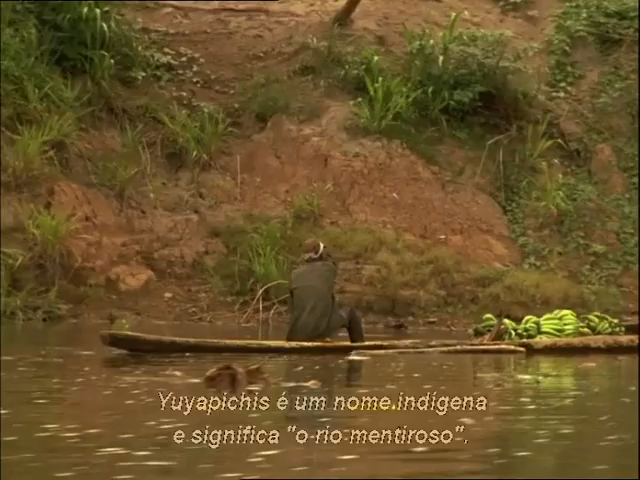 Yuyapichis é um nome indígena
e significa "o rio mentiroso",